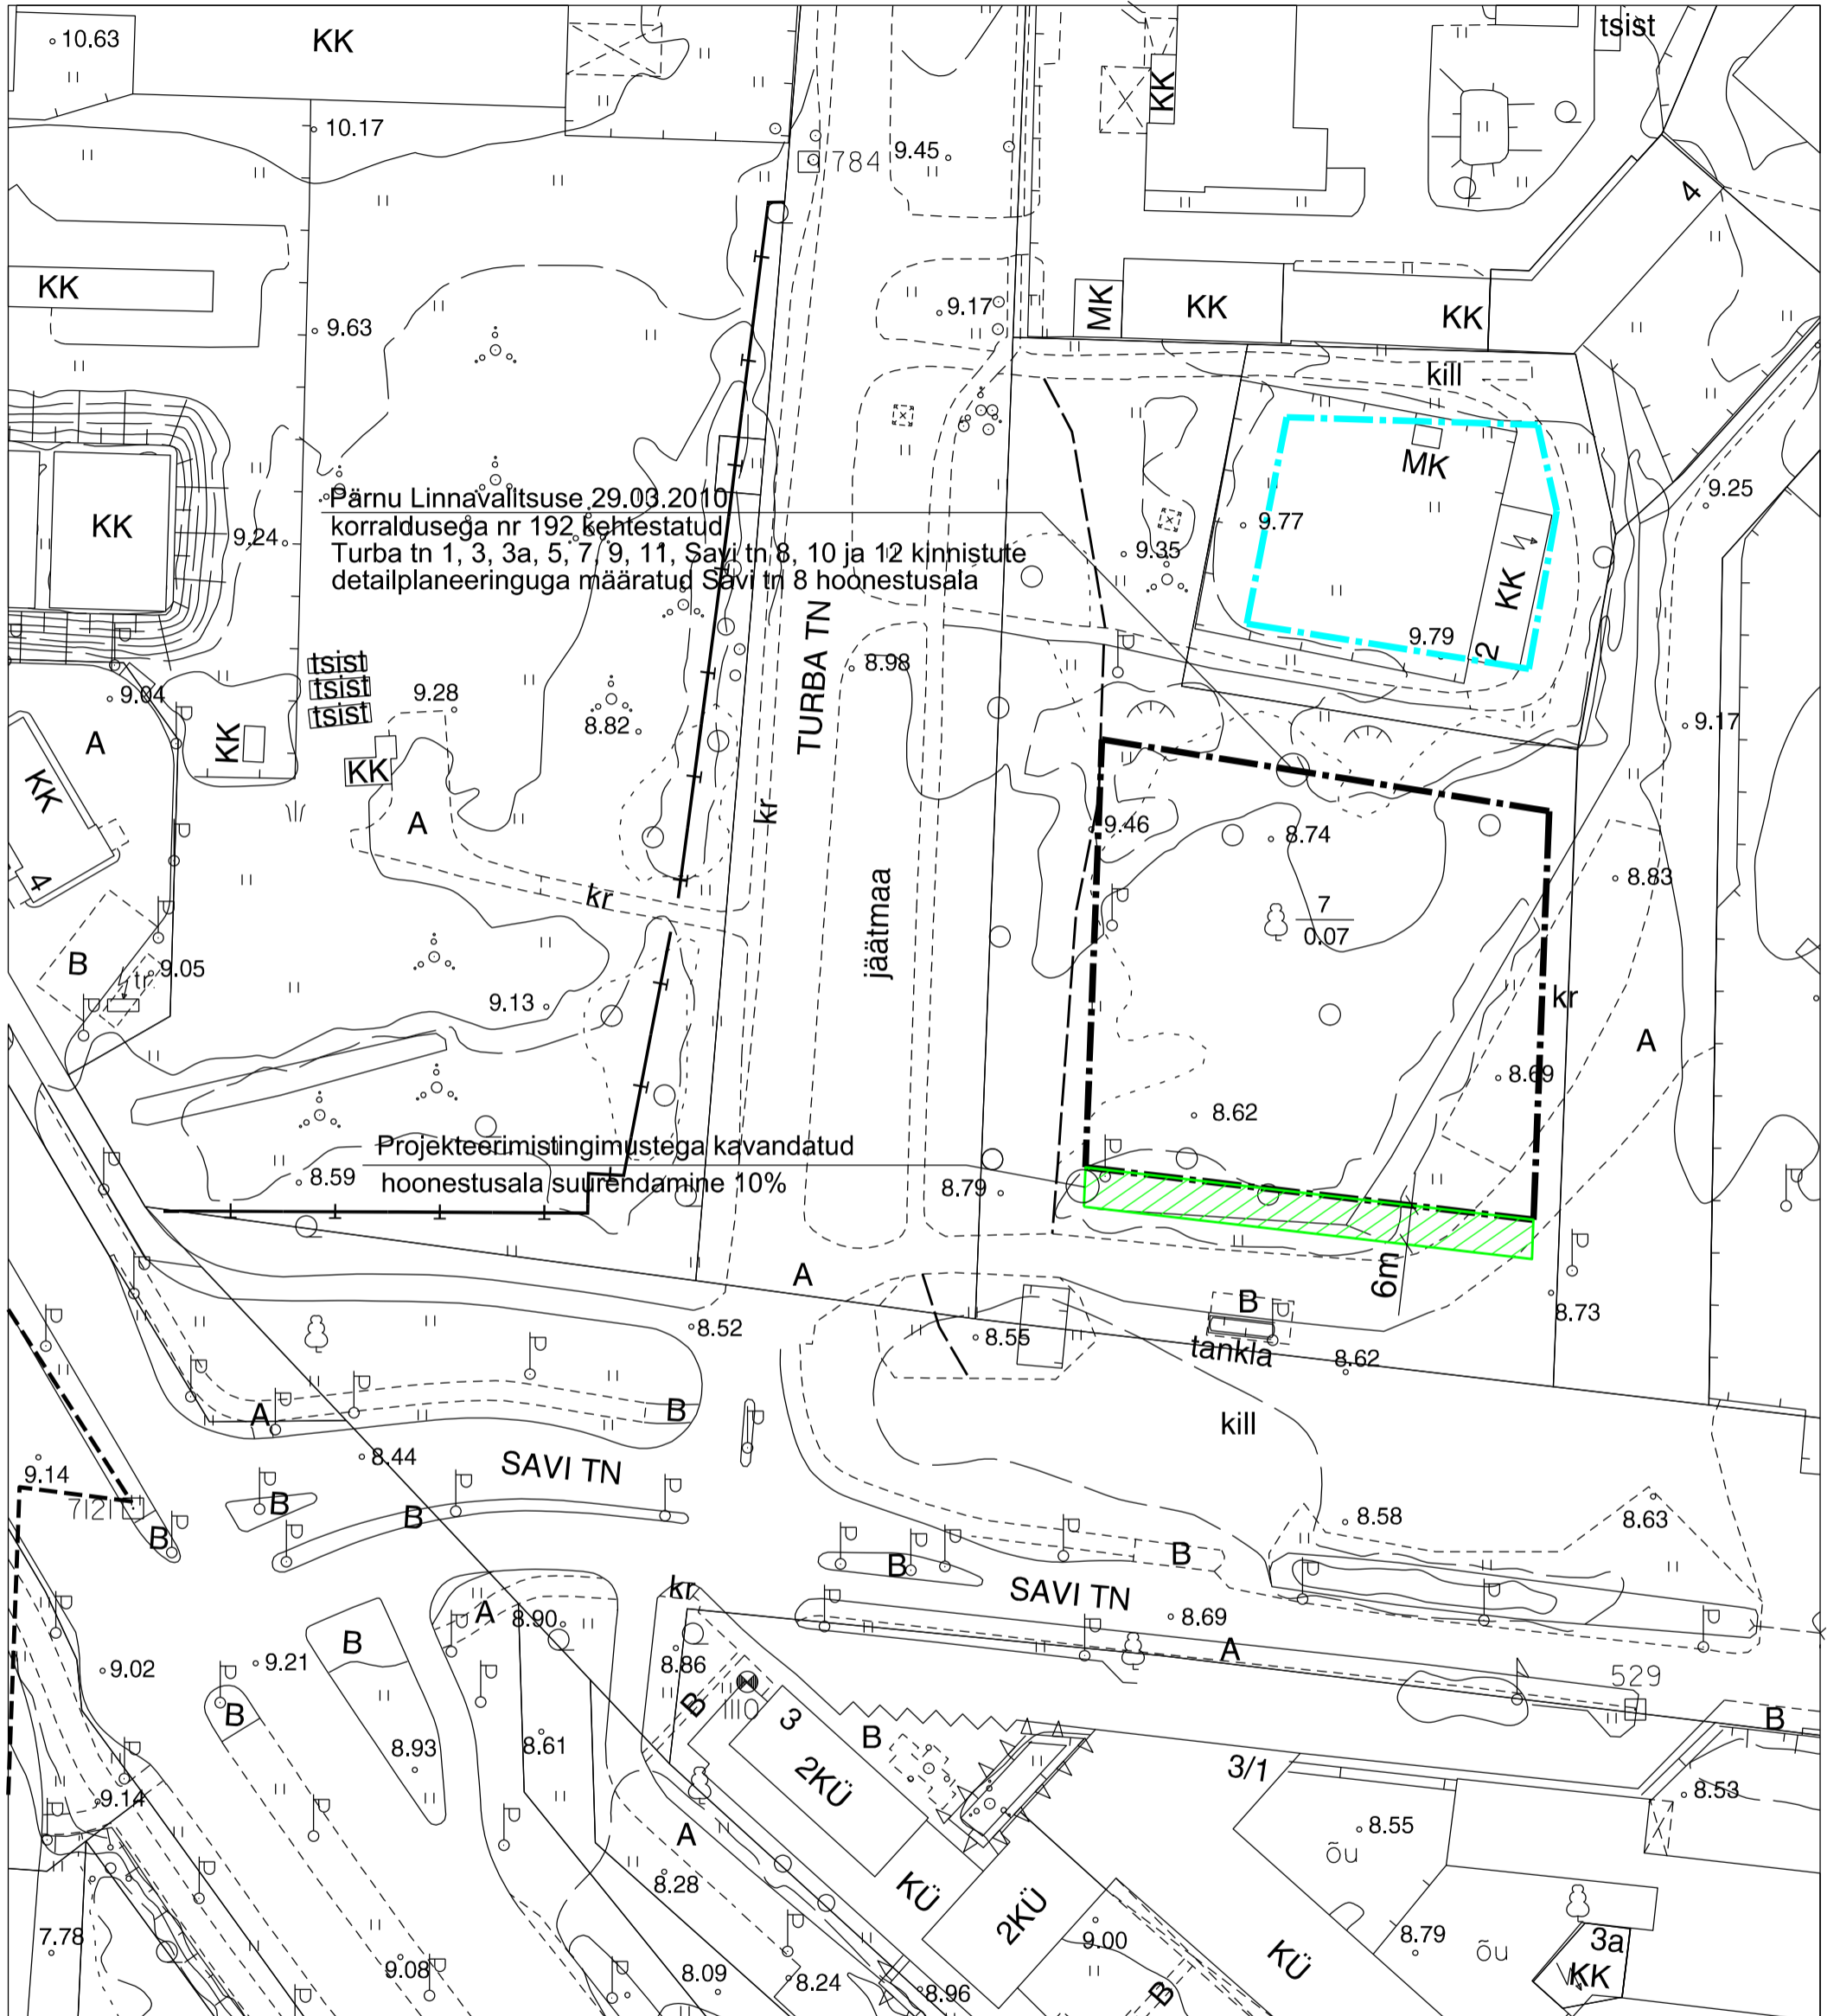 10.63
KK
tsist
KK
10.17
784
9.45
4
KK
9.63
9.17
MK
KK
KK
kill
MK
9.25
KK
9.24
Pärnu Linnavalitsuse 29.03.2010
korraldusega nr 192 kehtestatud
Turba tn 1, 3, 3a, 5, 7, 9, 11, Savi tn 8, 10 ja 12 kinnistute
detailplaneeringuga määratud Savi tn 8 hoonestusala
9.77
9.35
KK
9.79
2
TURBA TN
8.98
tsist
tsist
tsist
9.28
9.04
8.82
9.17
A
KK
KK
KK
4
A
kr
9.46
8.74
8.83
kr
jäätmaa
7
0.07
B
tr
9.05
9.13
kr
A
8.69
8.62
Projekteerimistingimustega kavandatud
hoonestusala suurendamine 10%
8.59
8.79
6m
A
8.52
8.55
B
tankla
8.62
8.73
A
B
kill
8.44
SAVI TN
9.14
7121
B
B
B
8.58
8.63
B
B
SAVI TN
kr
A
8.90
8.69
A
B
9.02
9.21
8.86
529
B
B
1110
3
B
B
8.93
8.61
2KÜ
3/1
9.14
8.53
A
8.55
õu
8.28
KÜ
2KÜ
7.78
9.08
8.09
8.24
8.96
9.00
B
KÜ
8.79
õu
3a
KK